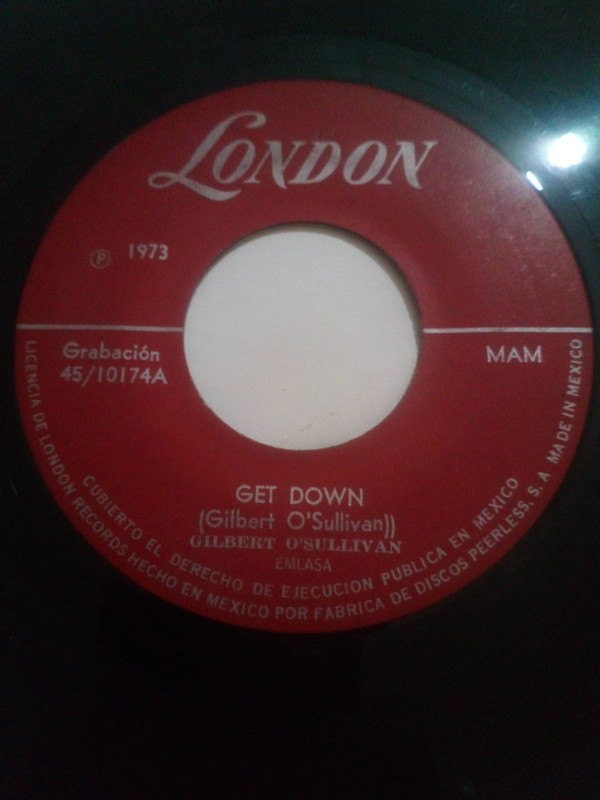 LONDON
Ⓟ 1973
Grabación
45/10174A
MAM
GET DOWN
(Gilbert O'Sullivan))
GILBERT O'SULLIVAN
EMLASA
CUBIERTO EL DERECHO DE EJECUCION PUBLICA EN MEXICO
LICENCIA DE LONDON RECORDS HECHO EN MEXICO POR FABRICA DE DISCOS PEERLESS, S. A MADE IN MEXICO